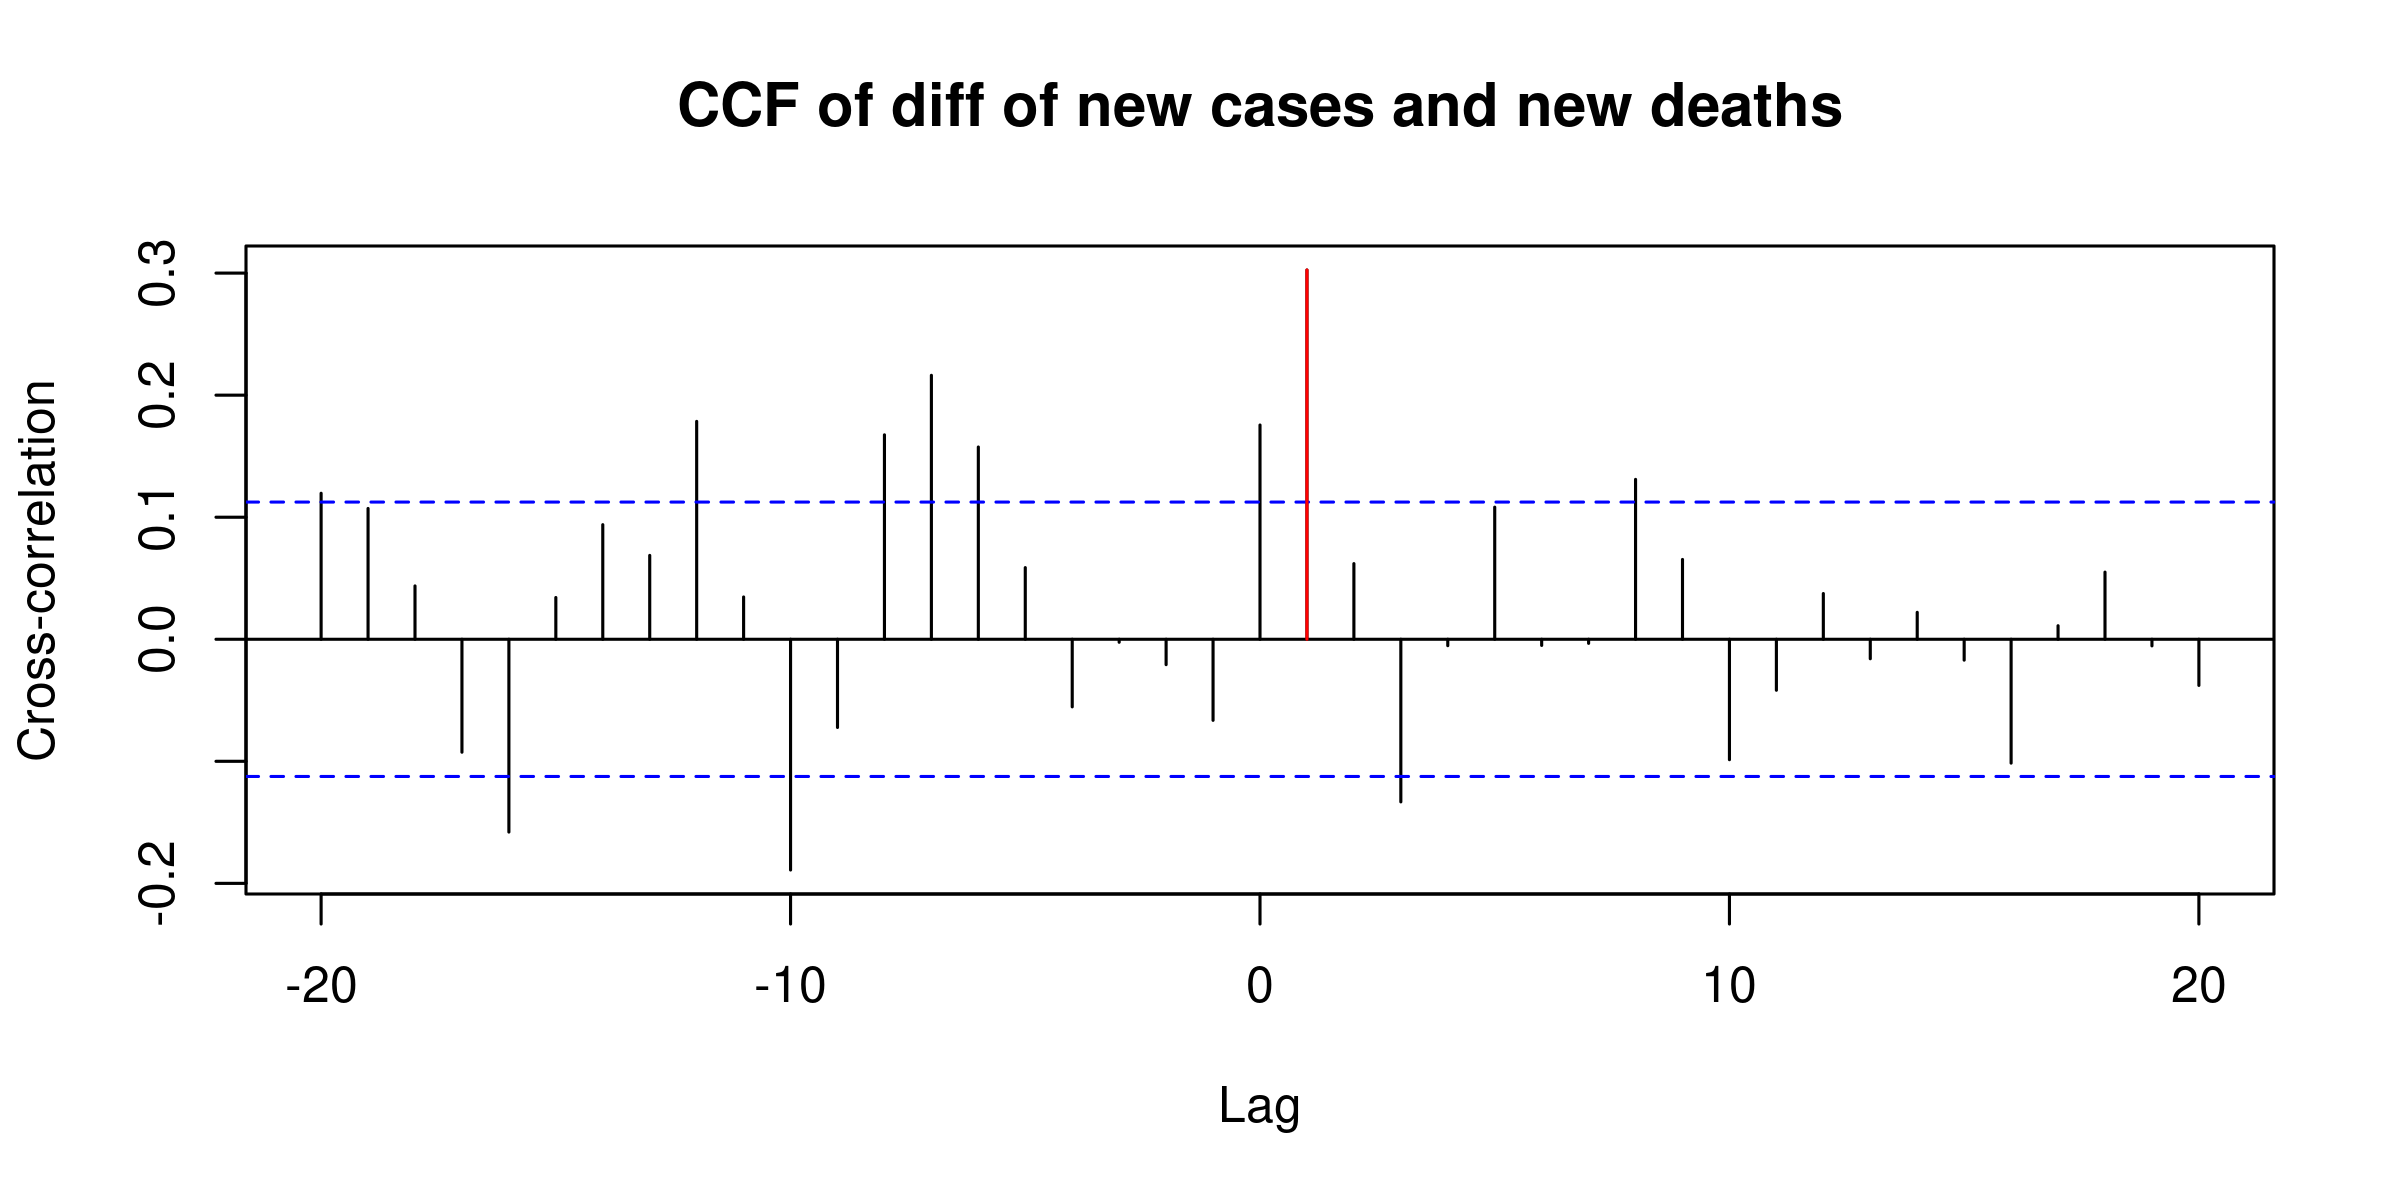 CCF of diff of new cases and new deaths
Cross-correlation
0.3
0.2
0.1
0.0
-0.2
-20 -10 0 10 20
Lag